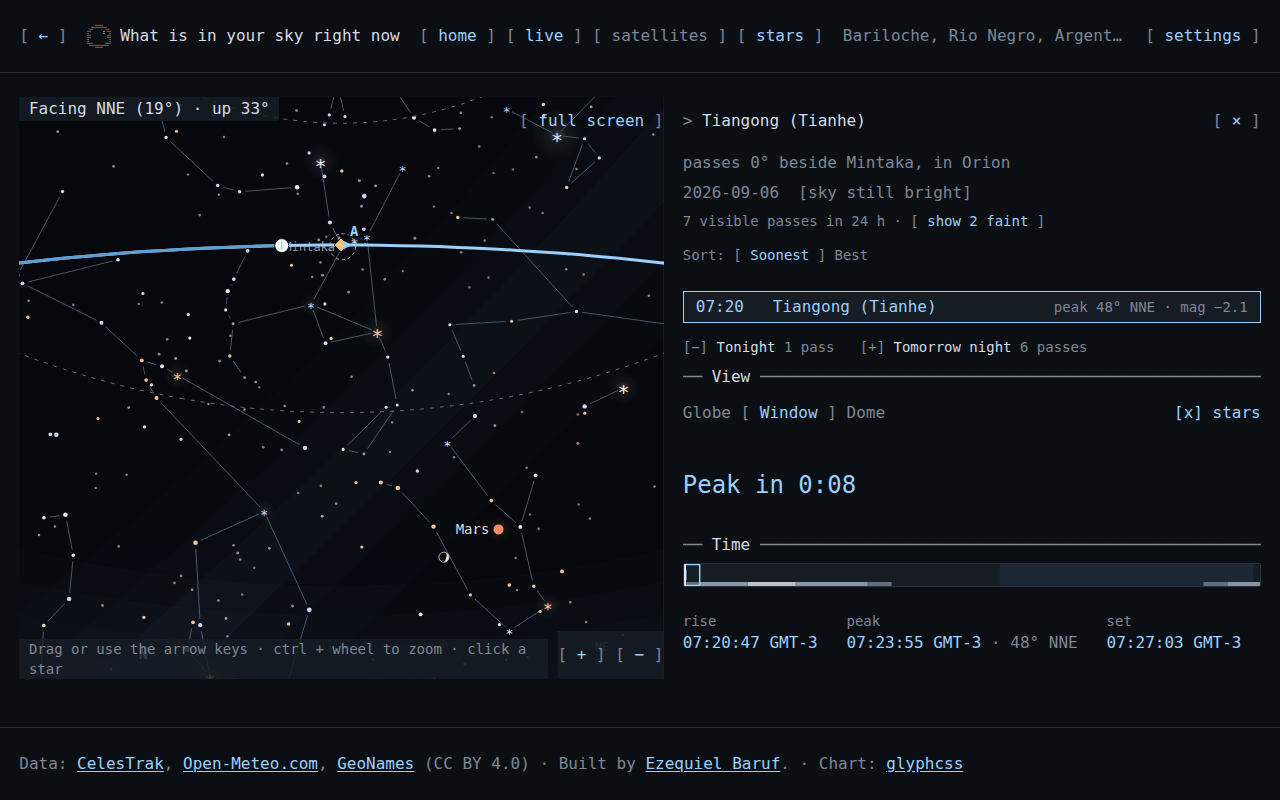 [ ← ] What is in your sky right now [ home ] [ live ] [ satellites ] [ stars ] Bariloche, Rio Negro, Argent… [ settings ]
Facing NNE (19°) · up 33°
[ full screen ]
A
Mintaka
Mars
N
NE
Drag or use the arrow keys · ctrl + wheel to zoom · click a
star
[ + ] [ − ]
> Tiangong (Tianhe) [ × ]
passes 0° beside Mintaka, in Orion
2026-09-06 [sky still bright]
7 visible passes in 24 h · [ show 2 faint ]
Sort: [ Soonest ] Best
07:20 Tiangong (Tianhe) peak 48° NNE · mag −2.1
[−] Tonight 1 pass [+] Tomorrow night 6 passes
View
Globe [ Window ] Dome [x] stars
Peak in 0:08
Time
rise peak set
07:20:47 GMT-3 07:23:55 GMT-3 · 48° NNE 07:27:03 GMT-3
Data: CelesTrak, Open-Meteo.com, GeoNames (CC BY 4.0) · Built by Ezequiel Baruf. · Chart: glyphcss